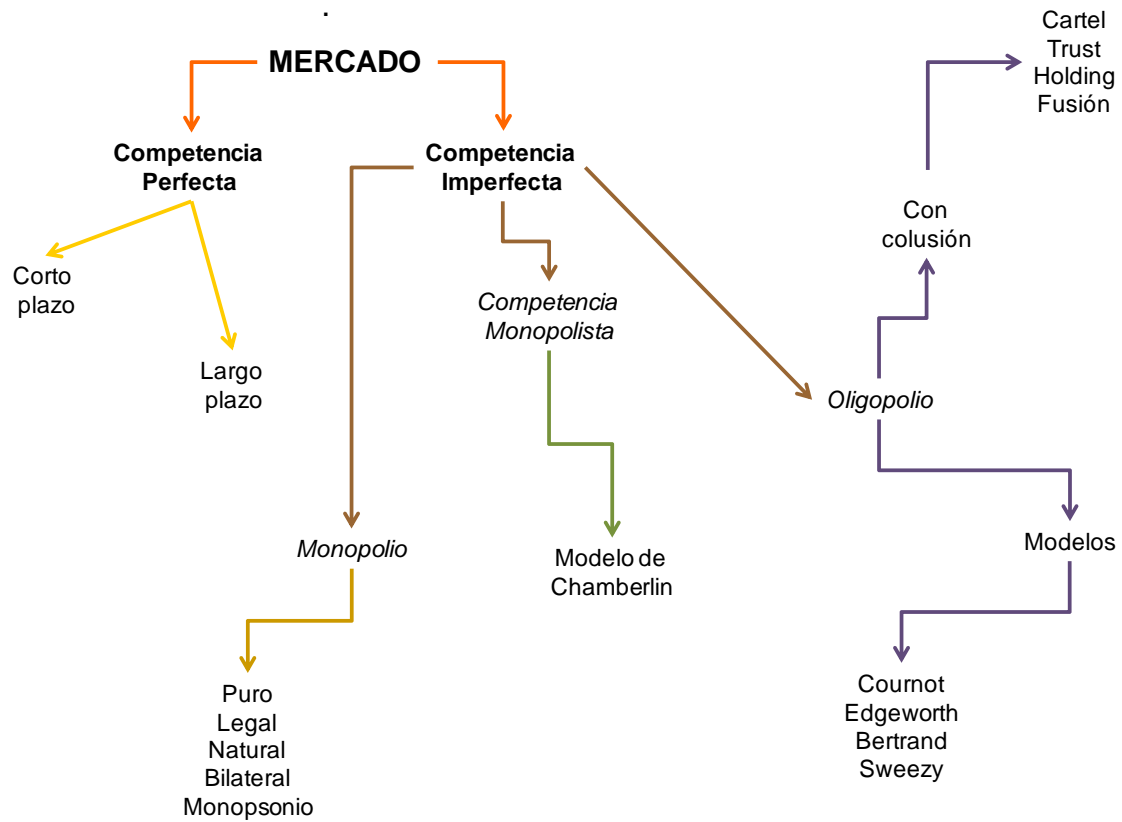 .
MERCADO
Competencia
Perfecta
Corto
plazo
Largo
plazo
Competencia
Imperfecta
Monopolio
Puro
Legal
Natural
Bilateral
Monopsonio
Competencia
Monopolista
Modelo de
Chamberlin
Oligopolio
Con
colusión
Cartel
Trust
Holding
Fusión
Modelos
Cournot
Edgeworth
Bertrand
Sweezy